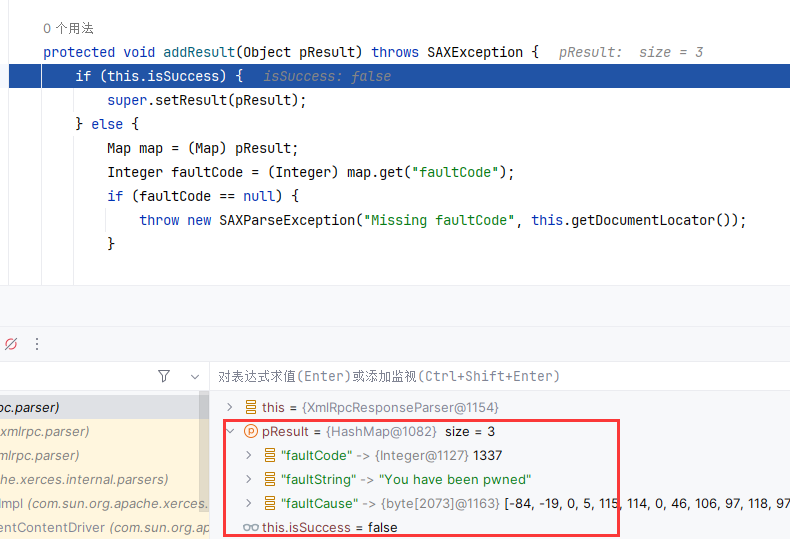 0 个用法
protected void addResult(Object pResult) throws SAXException {   pResult:  size = 3
if (this.isSuccess) {   isSuccess: false
super.setResult(pResult);
} else {
Map map = (Map) pResult;
Integer faultCode = (Integer) map.get("faultCode");
if (faultCode == null) {
throw new SAXParseException("Missing faultCode", this.getDocumentLocator());
}
对表达式求值(Enter)或添加监视(Ctrl+Shift+Enter)
oc.parser)
xmlrpc.parser)
mlrpc.parser)
he.xerces.internal.parsers)
Impl (com.sun.org.apache.xerces.
entContentDriver (com.sun.org.ap
this = {XmlRpcResponseParser@1154}
pResult = {HashMap@1082}  size = 3
"faultCode" -> {Integer@1127} 1337
"faultString" -> "You have been pwned"
"faultCause" -> {byte[2073]@1163} [-84, -19, 0, 5, 115, 114, 0, 46, 106, 97, 118, 97
this.isSuccess = false